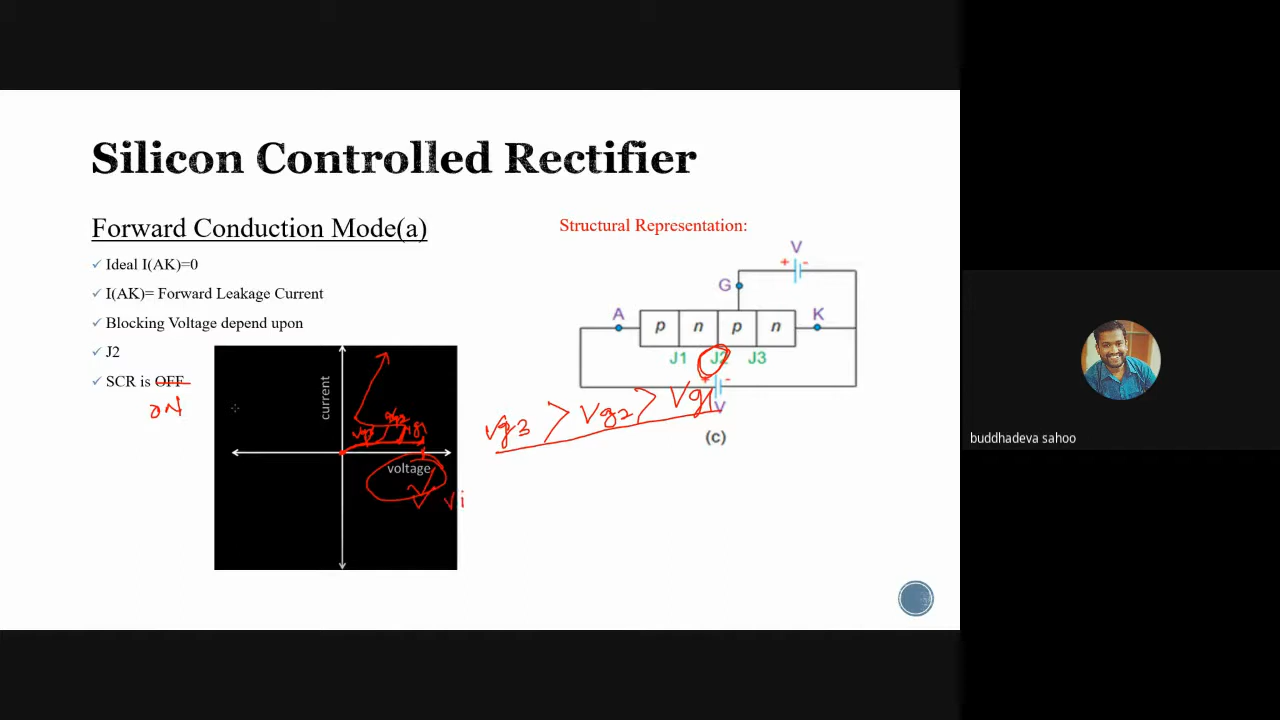 Silicon Controlled Rectifier
Forward Conduction Mode(a)
✓ Ideal I(AK)=0
✓ I(AK)= Forward Leakage Current
✓ Blocking Voltage depend upon
✓ J2
✓ SCR is OFF
ON
current
voltage
Vi
Structural Representation:
V
+ -
G
A
K
p n p n
J1 J2 J3
+ -
V
Vg3 > Vg2 > Vg1
(c)
buddhadeva sahoo